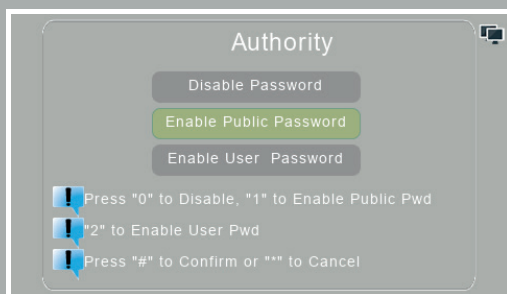 Authority
Disable Password
Enable Public Password
Enable User Password
Press "0" to Disable, "1" to Enable Public Pwd
"2" to Enable User Pwd
Press "#" to Confirm or "*" to Cancel